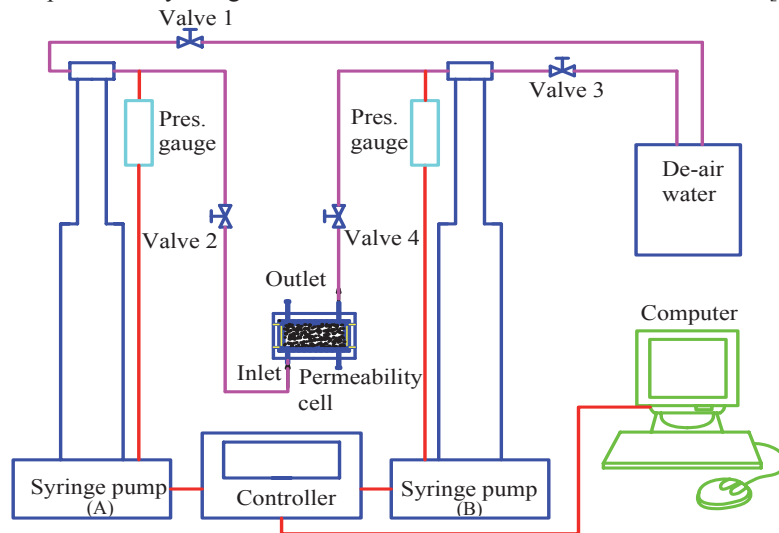 Valve 1
Valve 3
Pres.
gauge
Pres.
gauge
De-air
water
Valve 2
Valve 4
Outlet
Computer
Inlet
Permeability
cell
Syringe pump
(A)
Controller
Syringe pump
(B)